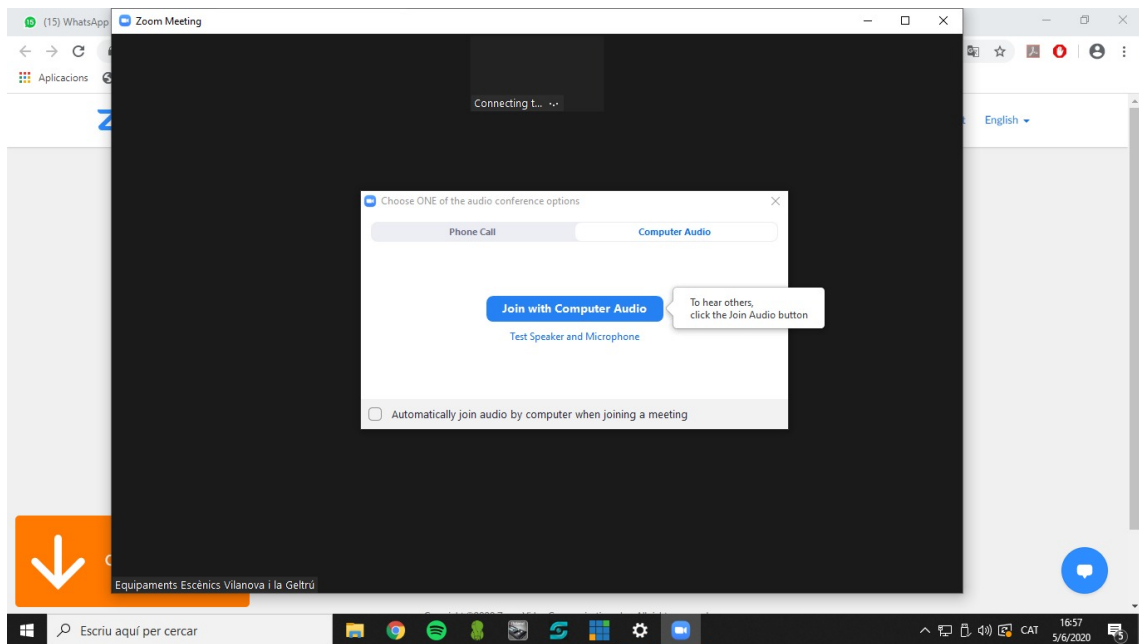 (15) WhatsApp
Zoom Meeting
Aplicacions
English
Connecting t...
Choose ONE of the audio conference options
Phone Call
Computer Audio
Join with Computer Audio
To hear others,
click the Join Audio button
Test Speaker and Microphone
Automatically join audio by computer when joining a meeting
Equipaments Escènics Vilanova i la Geltrú
Escriu aquí per cercar
CAT
16:57
5/6/2020